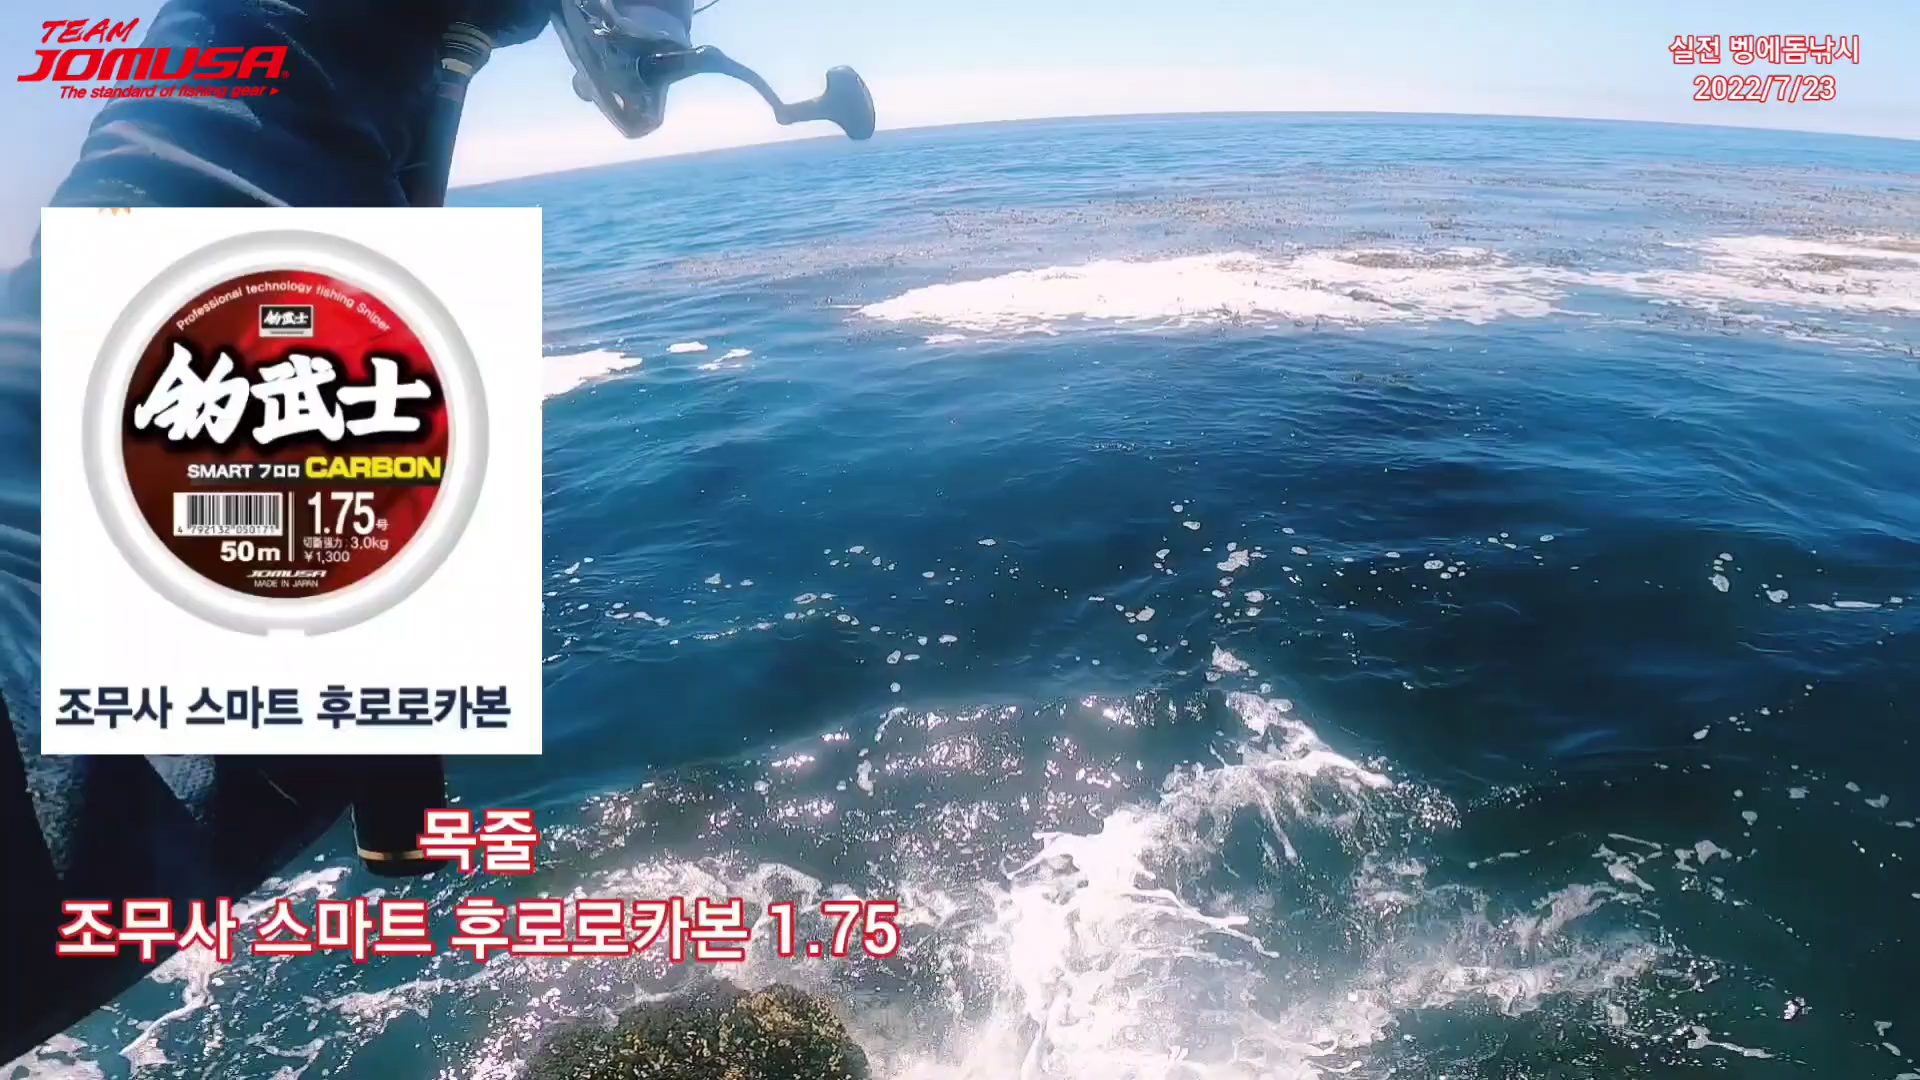 TEAM
JOMUSA
The standard of fishing gear
실전 벵에돔낚시
2022/7/23
Professional technology fishing Sniper
釣武士
釣武士
SMART フロロ CARBON
4 792132 050171
1.75号
50m
切断強力 : 3.0kg
¥1,300
JOMUSA
MADE IN JAPAN
조무사 스마트 후로로카본
목줄
조무사 스마트 후로로카본 1.75